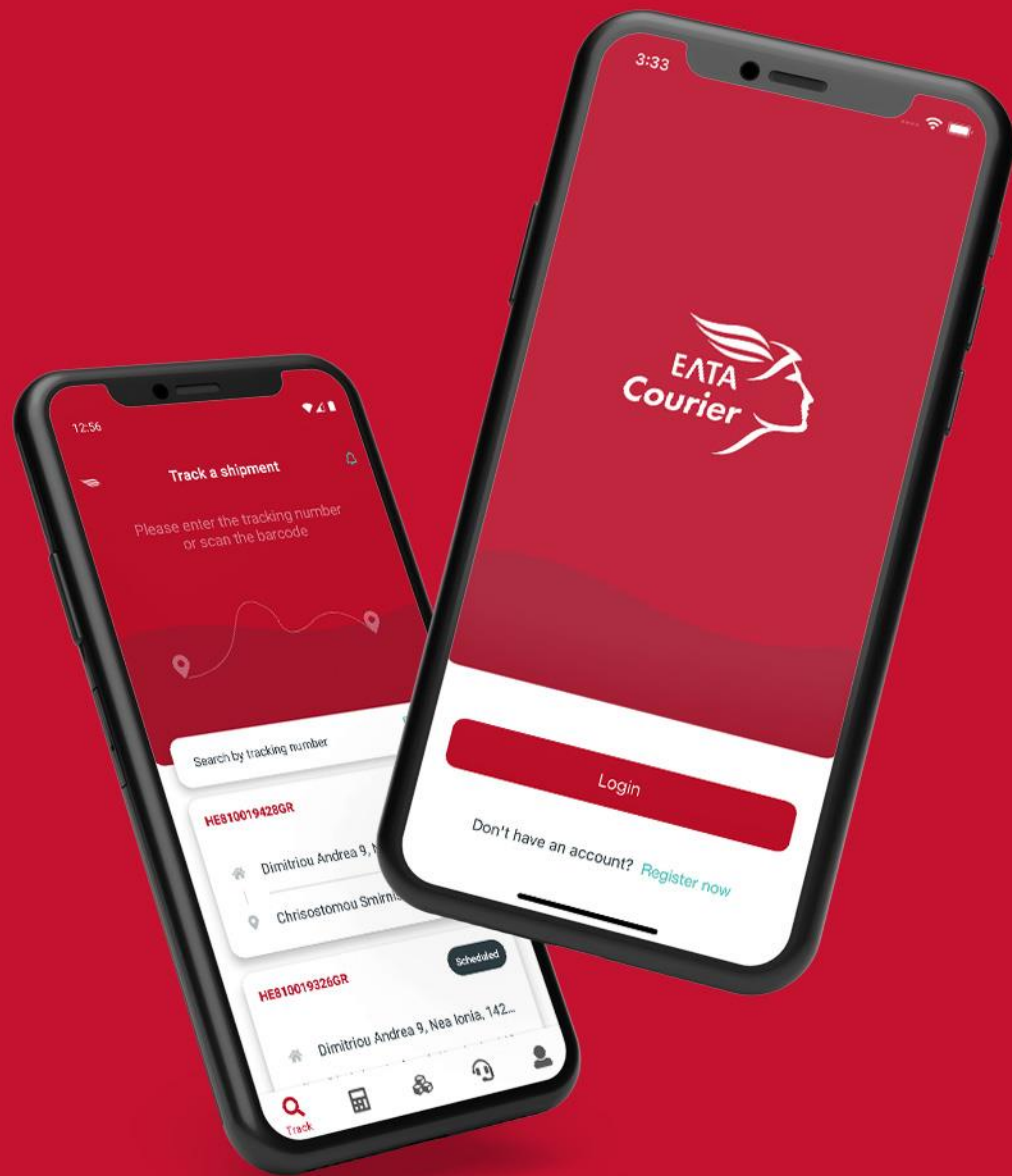 3:33
ΕΛΤΑ
Courier
Login
Don't have an account? Register now
12:56
Track a shipment
Please enter the tracking number
or scan the barcode
Search by tracking number
HE810019428GR
Dimitriou Andrea 9,
Chrisostomou Smirnis
HE810019326GR
Scheduled
Dimitriou Andrea 9, Nea Ionia, 142...
Track